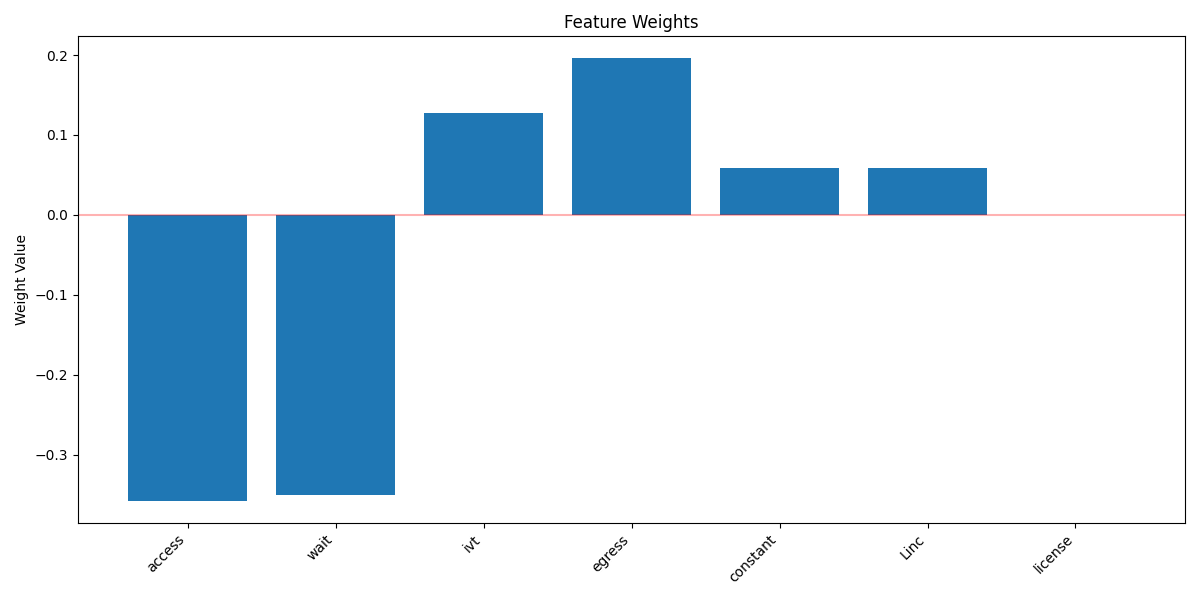 Feature Weights
Weight Value
0.2
0.1
0.0
−0.1
−0.2
−0.3
access
wait
ivt
egress
constant
Linc
license